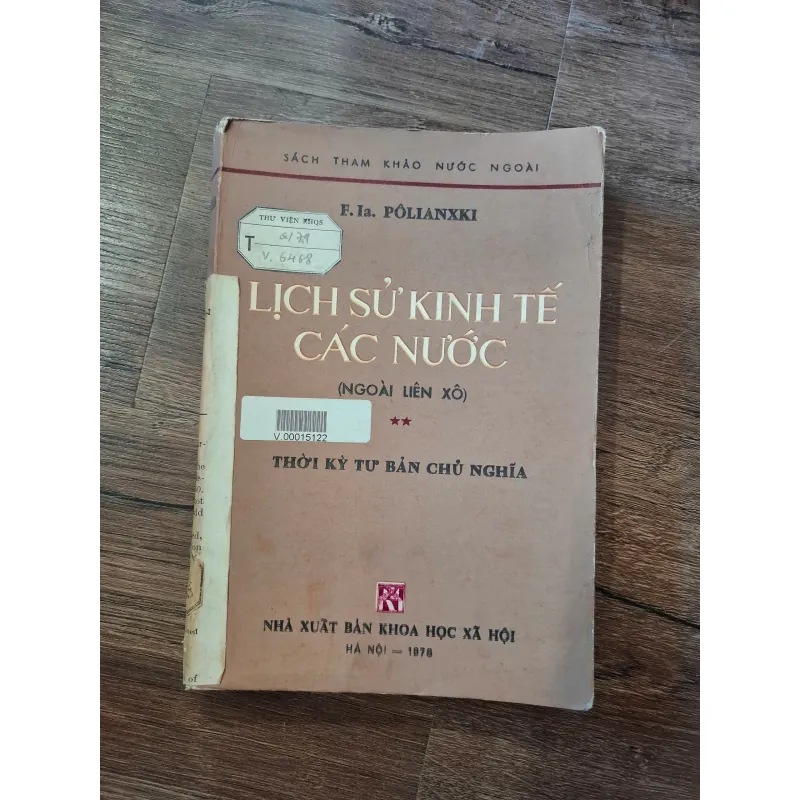 SÁCH THAM KHẢO NƯỚC NGOÀI
F. Ia. PÔLIANXKI
THƯ VIỆN KHQS
T
V. 6468
LỊCH SỬ KINH TẾ
CÁC NƯỚC
(NGOÀI LIÊN XÔ)
**
V.00015122
THỜI KỲ TƯ BẢN CHỦ NGHĨA
NHÀ XUẤT BẢN KHOA HỌC XÃ HỘI
HÀ NỘI — 1978
of